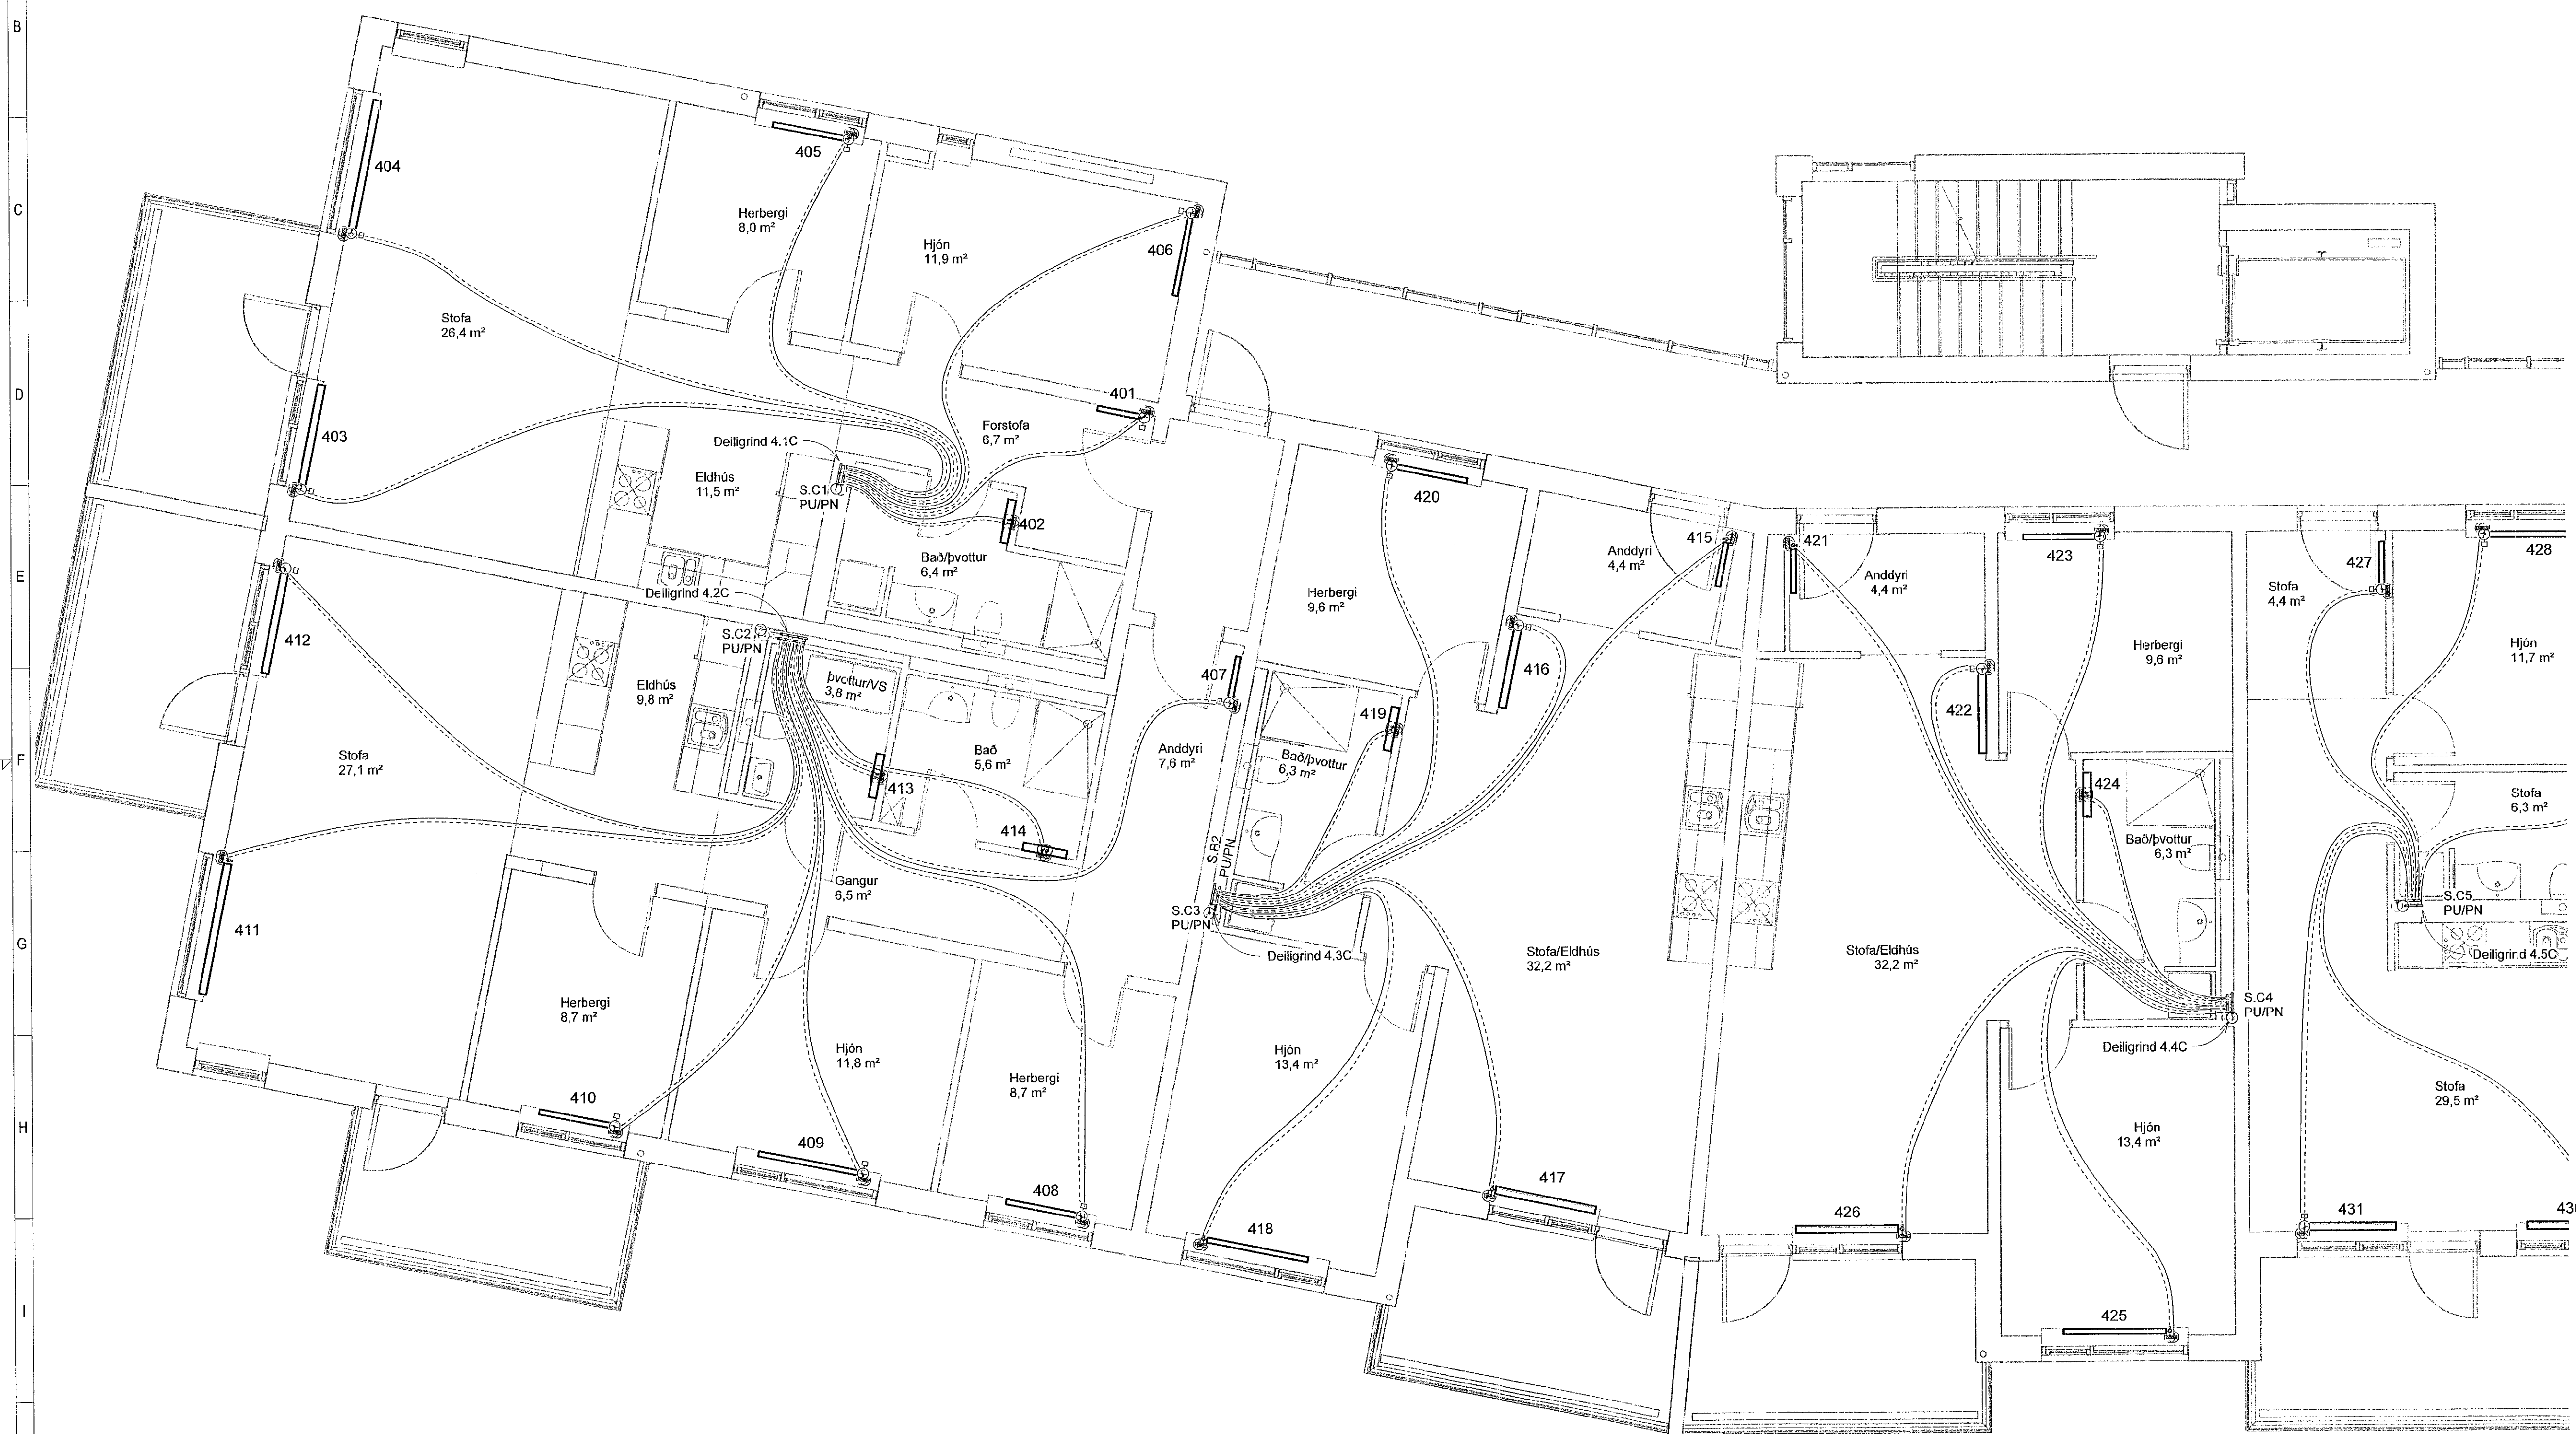 B
C
D
E
F
G
H
I
404
405
Herbergi
8,0 m²
Hjón
11,9 m²
406
Stofa
26,4 m²
403
401
Forstofa
6,7 m²
Deiligrind 4.1C
Eldhús
11,5 m²
S.C1
PU/PN
402
Bað/þvottur
6,4 m²
Deiligrind 4.2C
S.C2
PU/PN
412
Eldhús
9,8 m²
þvottur/VS
3,8 m²
407
Stofa
27,1 m²
Bað
5,6 m²
Anddyri
7,6 m²
413
414
Gangur
6,5 m²
411
Herbergi
8,7 m²
Hjón
11,8 m²
Herbergi
8,7 m²
410
409
408
420
Herbergi
9,6 m²
415
Anddyri
4,4 m²
416
419
Bað/þvottur
6,3 m²
S.B2
PU/PN
S.C3
PU/PN
Deiligrind 4.3C
Stofa/Eldhús
32,2 m²
Hjón
13,4 m²
417
418
421
Anddyri
4,4 m²
423
Herbergi
9,6 m²
422
424
Bað/þvottur
6,3 m²
Stofa/Eldhús
32,2 m²
S.C4
PU/PN
Deiligrind 4.4C
Hjón
13,4 m²
426
425
427
428
Stofa
4,4 m²
Hjón
11,7 m²
Stofa
6,3 m²
S.C5
PU/PN
Deiligrind 4.5C
Stofa
29,5 m²
431